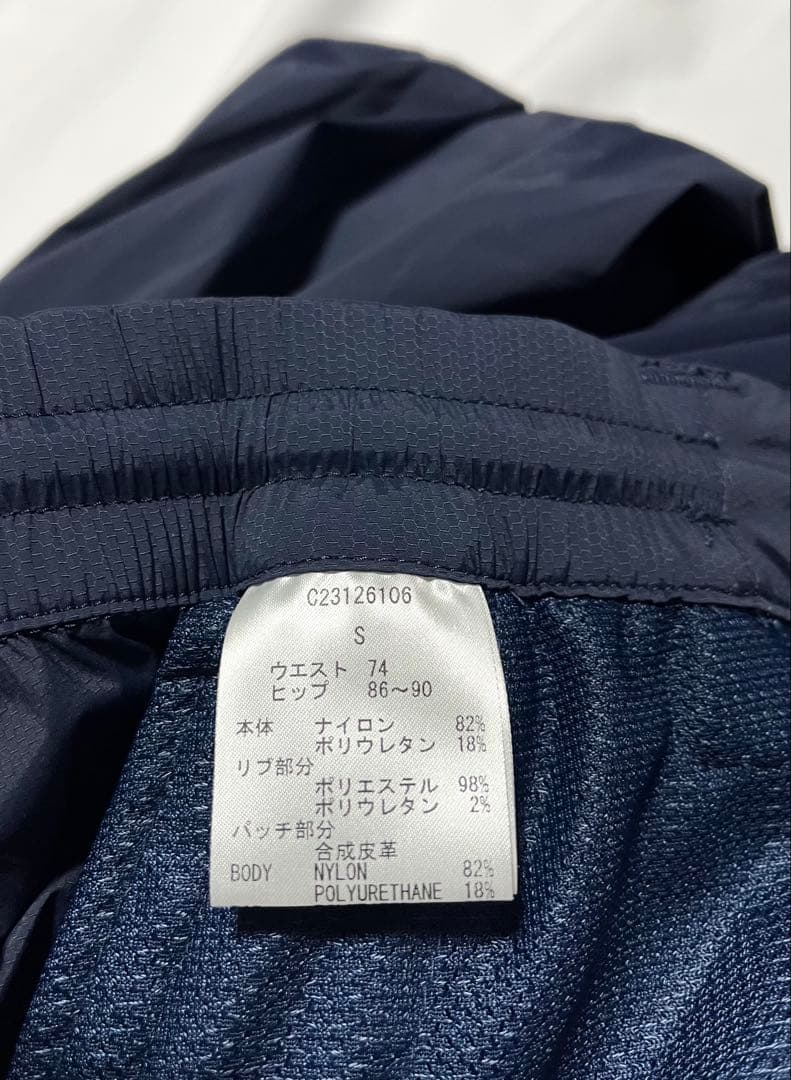 C23126106
S
ウエスト 74
ヒップ 86〜90
本体 ナイロン 82%
ポリウレタン 18%
リブ部分
ポリエステル 98%
ポリウレタン 2%
パッチ部分
合成皮革
BODY NYLON 82%
POLYURETHANE 18%